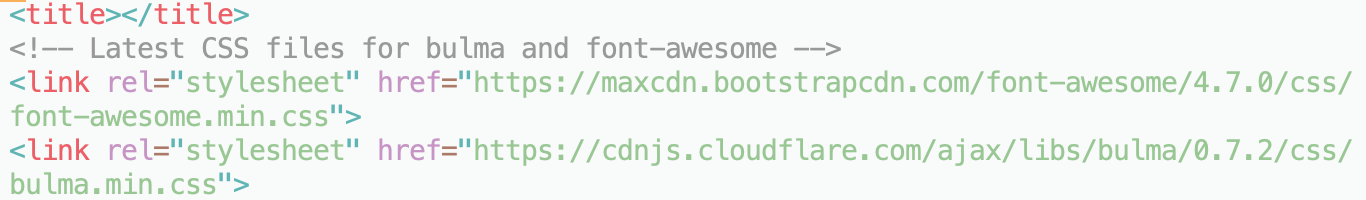 <title></title>
<!-- Latest CSS files for bulma and font-awesome -->
<link rel="stylesheet" href="https://maxcdn.bootstrapcdn.com/font-awesome/4.7.0/css/
font-awesome.min.css">
<link rel="stylesheet" href="https://cdnjs.cloudflare.com/ajax/libs/bulma/0.7.2/css/
bulma.min.css">